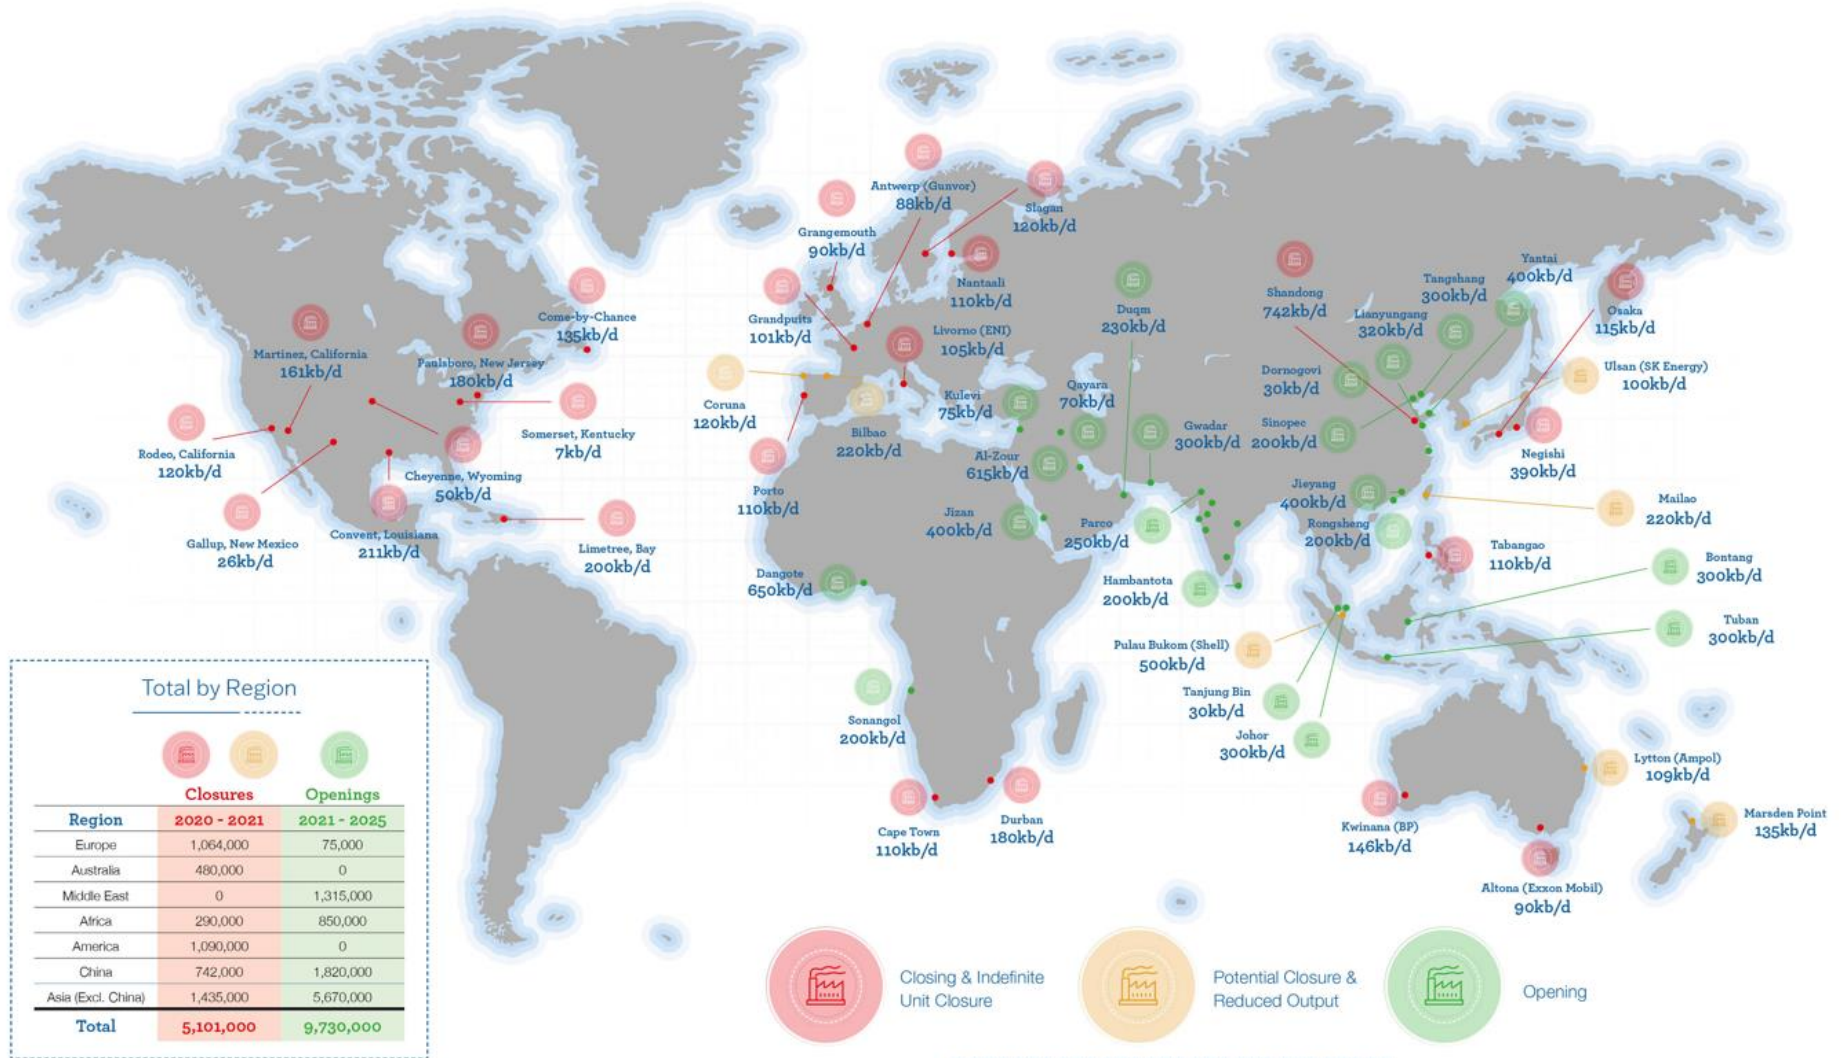 Antwerp (Gunvor)
88kb/d
Slagan
120kb/d
Grangemouth
90kb/d
Nantaali
110kb/d
Grandpuits
101kb/d
Livorno (ENI)
105kb/d
Come-by-Chance
135kb/d
Martinez, California
161kb/d
Paulsboro, New Jersey
180kb/d
Somerset, Kentucky
7kb/d
Rodeo, California
120kb/d
Cheyenne, Wyoming
50kb/d
Gallup, New Mexico
26kb/d
Convent, Louisiana
211kb/d
Limetree, Bay
200kb/d
Coruna
120kb/d
Bilbao
220kb/d
Porto
110kb/d
Kulevi
75kb/d
Qayara
70kb/d
Duqm
230kb/d
Al-Zour
615kb/d
Jizan
400kb/d
Parco
250kb/d
Gwadar
300kb/d
Dangote
650kb/d
Hambantota
200kb/d
Shandong
742kb/d
Lianyungang
320kb/d
Tangshang
300kb/d
Yantai
400kb/d
Osaka
115kb/d
Dornogovi
30kb/d
Sinopec
200kb/d
Ulsan (SK Energy)
100kb/d
Negishi
390kb/d
Jieyang
400kb/d
Rongsheng
200kb/d
Mailao
220kb/d
Tabangao
110kb/d
Bontang
300kb/d
Tuban
300kb/d
Pulau Bukom (Shell)
500kb/d
Tanjung Bin
30kb/d
Johor
300kb/d
Sonangol
200kb/d
Cape Town
110kb/d
Durban
180kb/d
Kwinana (BP)
146kb/d
Lytton (Ampol)
109kb/d
Marsden Point
135kb/d
Altona (Exxon Mobil)
90kb/d
Total by Region
Closures Openings
Region 2020 - 2021 2021 - 2025
Europe 1,064,000 75,000
Australia 480,000 0
Middle East 0 1,315,000
Africa 290,000 850,000
America 1,090,000 0
China 742,000 1,820,000
Asia (Excl. China) 1,435,000 5,670,000
Total 5,101,000 9,730,000
Closing & Indefinite
Unit Closure
Potential Closure &
Reduced Output
Opening